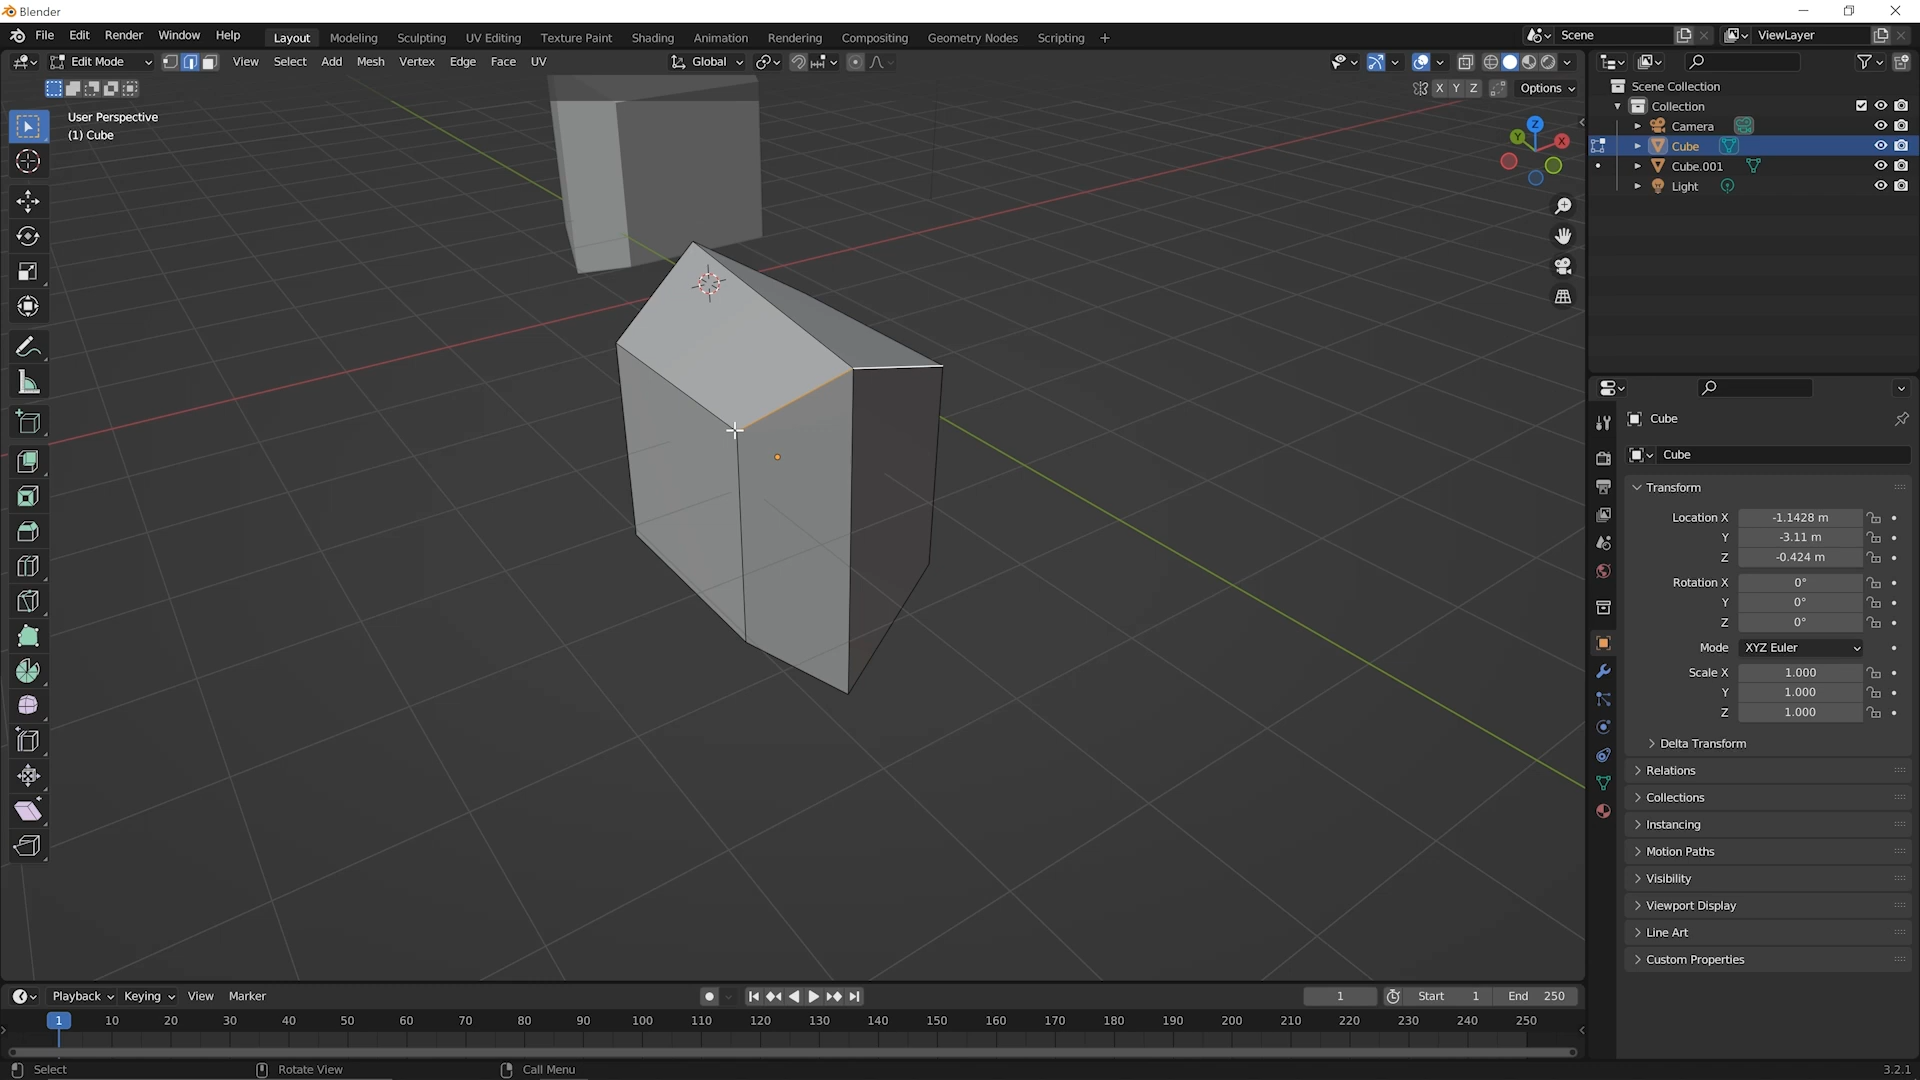 Blender
File Edit Render Window Help
Layout Modeling Sculpting UV Editing Texture Paint Shading Animation Rendering Compositing Geometry Nodes Scripting +
Scene
ViewLayer
Edit Mode View Select Add Mesh Vertex Edge Face UV
Global
X Y Z Options
User Perspective
(1) Cube
Z
Y
X
Scene Collection
Collection
Camera
Cube
Cube.001
Light
Cube
Cube
Transform
Location X -1.1428 m
Y -3.11 m
Z -0.424 m
Rotation X 0°
Y 0°
Z 0°
Mode XYZ Euler
Scale X 1.000
Y 1.000
Z 1.000
Delta Transform
Relations
Collections
Instancing
Motion Paths
Visibility
Viewport Display
Line Art
Custom Properties
Playback Keying View Marker
1 Start 1 End 250
1 10 20 30 40 50 60 70 80 90 100 110 120 130 140 150 160 170 180 190 200 210 220 230 240 250
Select Rotate View Call Menu 3.2.1